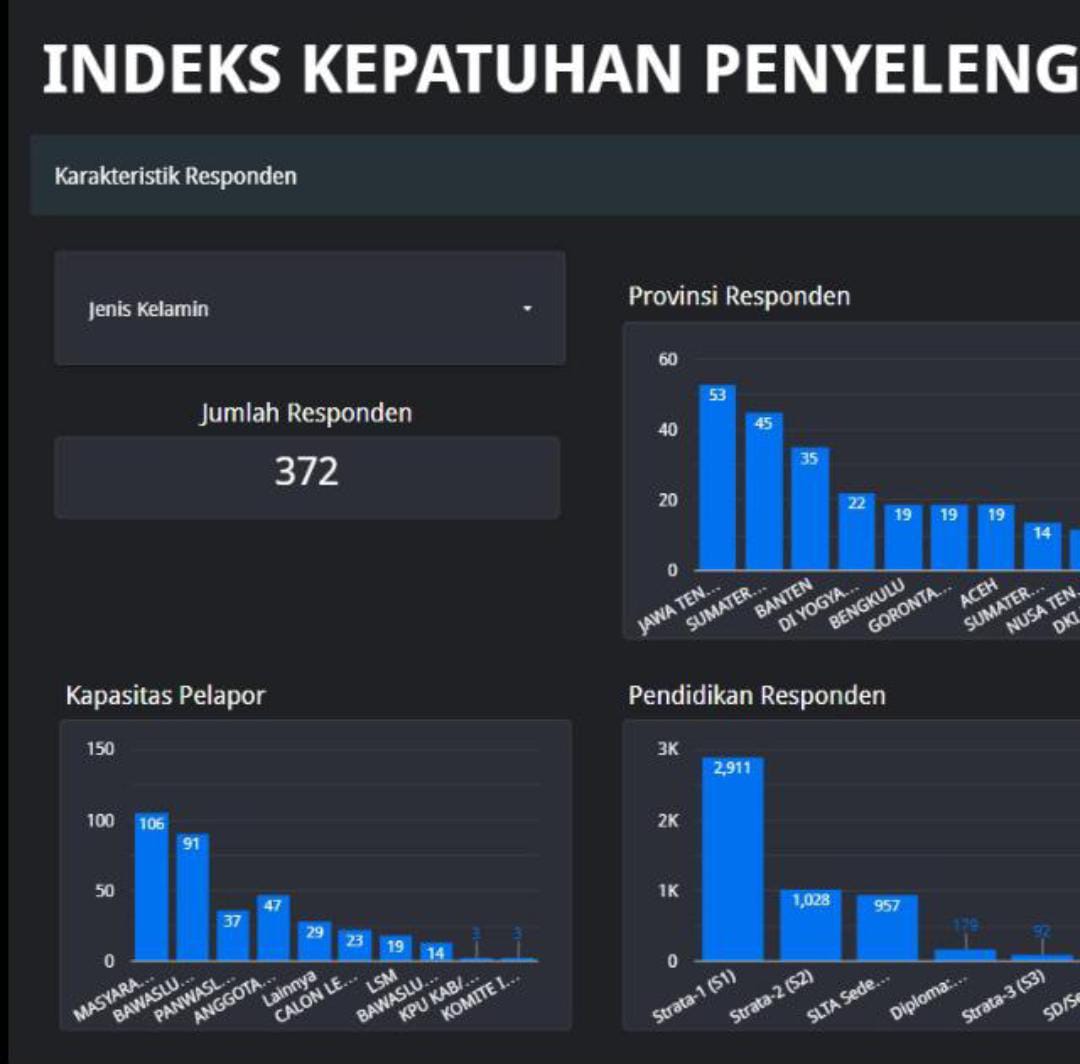 INDEKS KEPATUHAN PENYELENG
Karakteristik Responden
Jenis Kelamin
Jumlah Responden
372
Provinsi Responden
60
40
20
0
53
45
35
22
19
19
19
14
JAWA TEN...
SUMATER...
BANTEN
DI YOGYA...
BENGKULU
GORONTA...
ACEH
SUMATER...
NUSA TEN...
DKI
Kapasitas Pelapor
150
100
50
0
106
91
37
47
29
23
19
14
3
3
MASYARA...
BAWASLU...
PANWASL...
ANGGOTA...
Lainnya
CALON LE...
LSM
BAWASLU...
KPU KAB/...
KOMITE I...
Pendidikan Responden
3K
2K
1K
0
2,911
1,028
957
179
92
Strata-1 (S1)
Strata-2 (S2)
SLTA Sede...
Diploma:...
Strata-3 (S3)
SD/Se